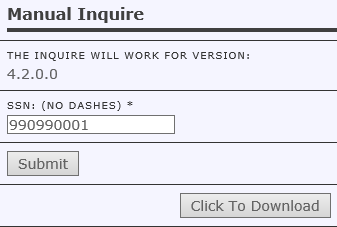 Manual Inquire
THE INQUIRE WILL WORK FOR VERSION:
4.2.0.0
SSN: (NO DASHES) *
990990001
Submit
Click To Download